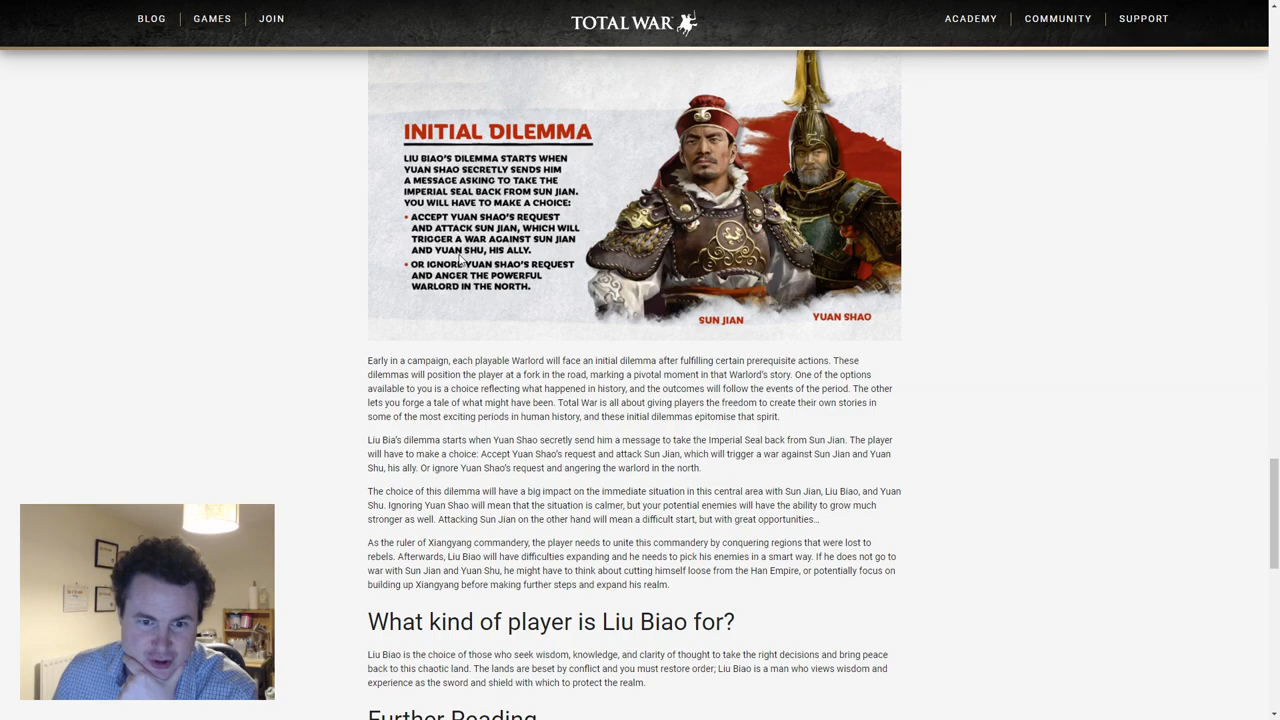 BLOG GAMES JOIN TOTAL WAR ACADEMY COMMUNITY SUPPORT
INITIAL DILEMMA
LIU BIAO'S DILEMMA STARTS WHEN
YUAN SHAO SECRETLY SENDS HIM
A MESSAGE ASKING TO TAKE THE
IMPERIAL SEAL BACK FROM SUN JIAN.
YOU WILL HAVE TO MAKE A CHOICE:
• ACCEPT YUAN SHAO'S REQUEST
AND ATTACK SUN JIAN, WHICH WILL
TRIGGER A WAR AGAINST SUN JIAN
AND YUAN SHU, HIS ALLY.
• OR IGNORE YUAN SHAO'S REQUEST
AND ANGER THE POWERFUL
WARLORD IN THE NORTH.
SUN JIAN
YUAN SHAO
Early in a campaign, each playable Warlord will face an initial dilemma after fulfilling certain prerequisite actions. These
dilemmas will position the player at a fork in the road, marking a pivotal moment in that Warlord's story. One of the options
available to you is a choice reflecting what happened in history, and the outcomes will follow the events of the period. The other
lets you forge a tale of what might have been. Total War is all about giving players the freedom to create their own stories in
some of the most exciting periods in human history, and these initial dilemmas epitomise that spirit.
Liu Bia's dilemma starts when Yuan Shao secretly send him a message to take the Imperial Seal back from Sun Jian. The player
will have to make a choice: Accept Yuan Shao's request and attack Sun Jian, which will trigger a war against Sun Jian and Yuan
Shu, his ally. Or ignore Yuan Shao's request and angering the warlord in the north.
The choice of this dilemma will have a big impact on the immediate situation in this central area with Sun Jian, Liu Biao, and Yuan
Shu. Ignoring Yuan Shao will mean that the situation is calmer, but your potential enemies will have the ability to grow much
stronger as well. Attacking Sun Jian on the other hand will mean a difficult start, but with great opportunities…
As the ruler of Xiangyang commandery, the player needs to unite this commandery by conquering regions that were lost to
rebels. Afterwards, Liu Biao will have difficulties expanding and he needs to pick his enemies in a smart way. If he does not go to
war with Sun Jian and Yuan Shu, he might have to think about cutting himself loose from the Han Empire, or potentially focus on
building up Xiangyang before making further steps and expand his realm.
What kind of player is Liu Biao for?
Liu Biao is the choice of those who seek wisdom, knowledge, and clarity of thought to take the right decisions and bring peace
back to this chaotic land. The lands are beset by conflict and you must restore order; Liu Biao is a man who views wisdom and
experience as the sword and shield with which to protect the realm.
Further Reading